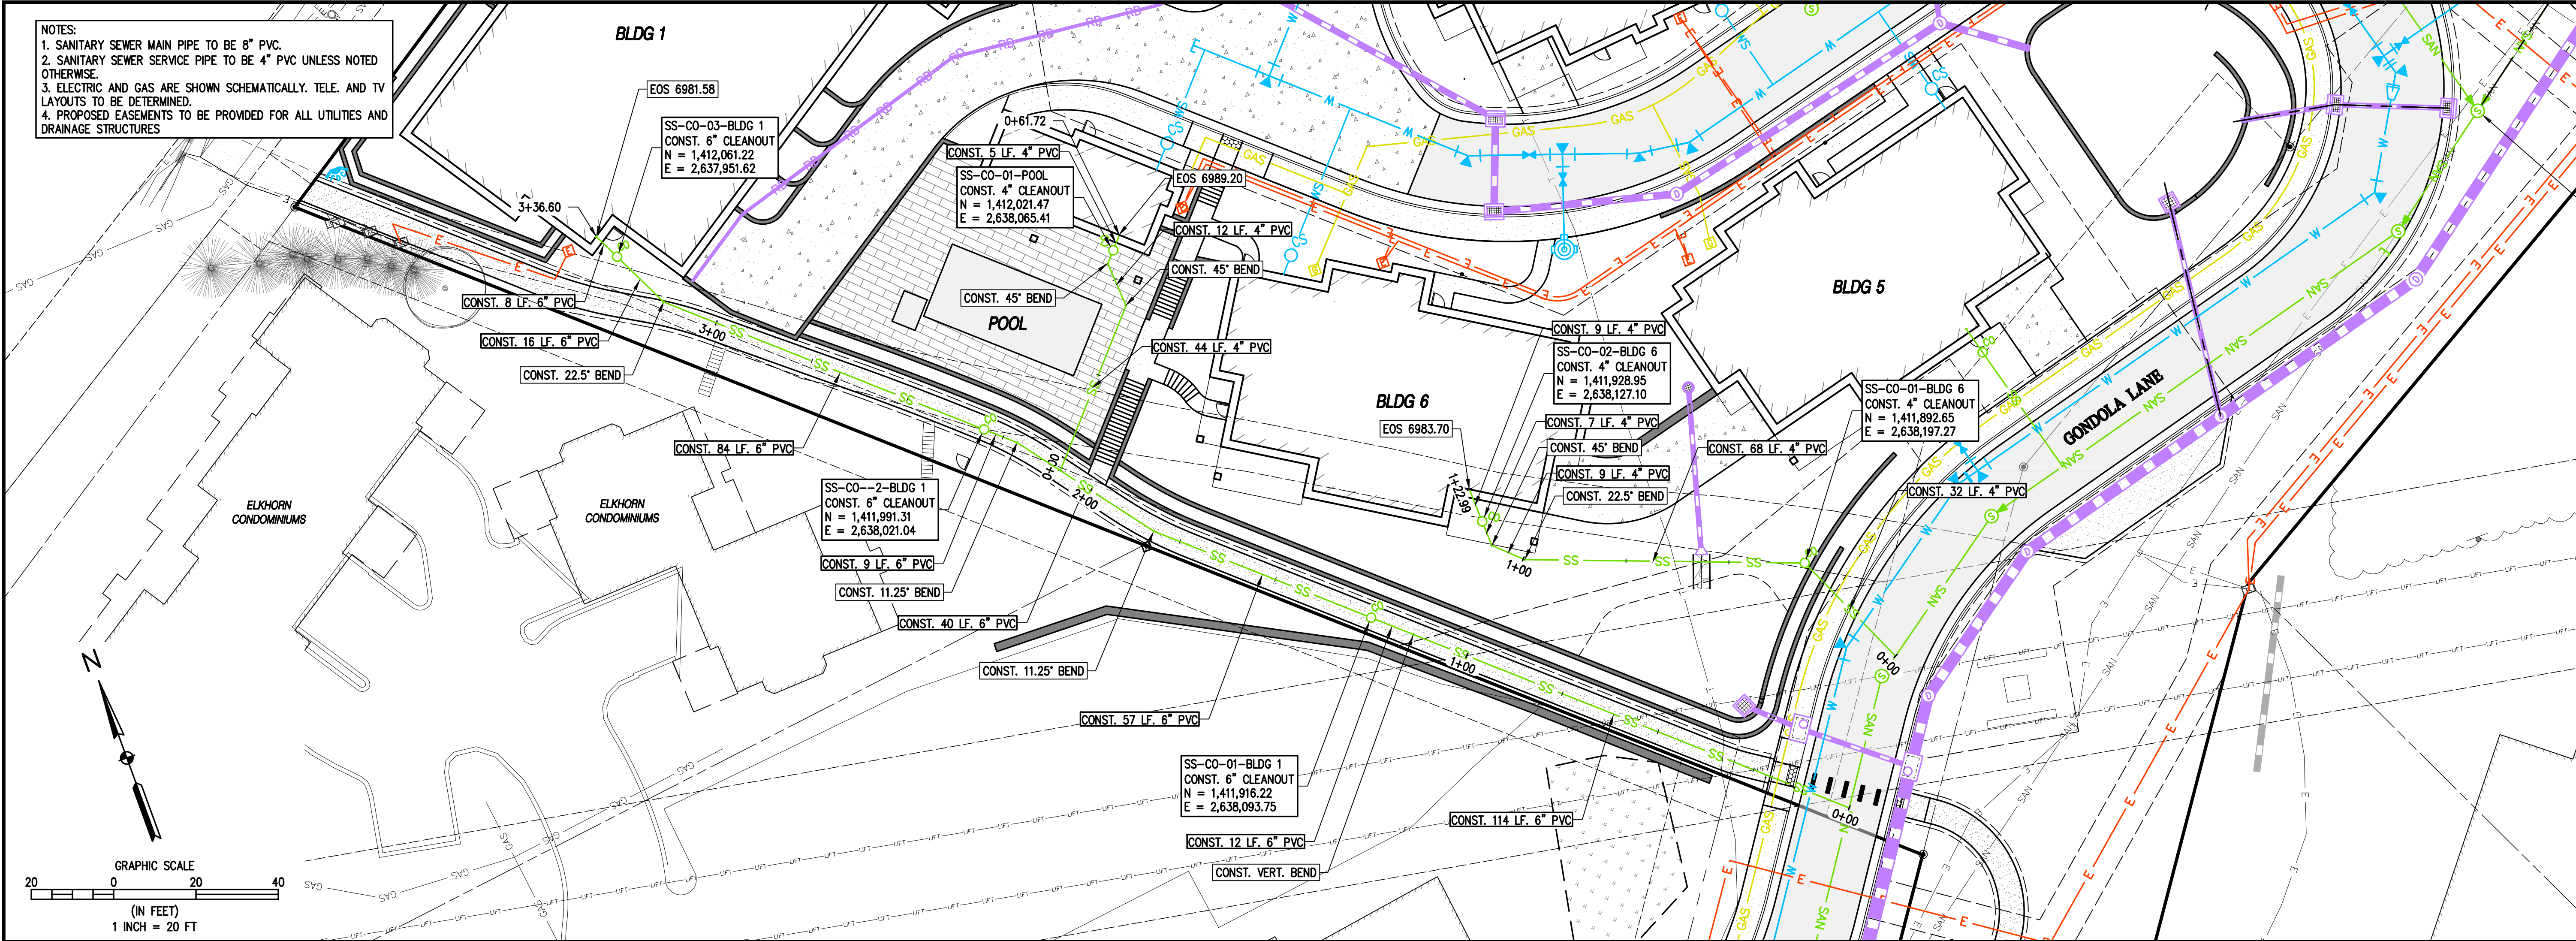 NOTES:
1. SANITARY SEWER MAIN PIPE TO BE 8" PVC.
2. SANITARY SEWER SERVICE PIPE TO BE 4" PVC UNLESS NOTED
OTHERWISE.
3. ELECTRIC AND GAS ARE SHOWN SCHEMATICALLY. TELE. AND TV
LAYOUTS TO BE DETERMINED.
4. PROPOSED EASEMENTS TO BE PROVIDED FOR ALL UTILITIES AND
DRAINAGE STRUCTURES
BLDG 1
EOS 6981.58
SS-CO-03-BLDG 1
CONST. 6" CLEANOUT
N = 1,412,061.22
E = 2,637,951.62
3+36.60
CONST. 8 LF. 6" PVC
CONST. 16 LF. 6" PVC
CONST. 22.5° BEND
3+00
0+61.72
CONST. 5 LF. 4" PVC
SS-CO-01-POOL
CONST. 4" CLEANOUT
N = 1,412,021.47
E = 2,638,065.41
EOS 6989.20
CONST. 12 LF. 4" PVC
CONST. 45° BEND
CONST. 45° BEND
POOL
CONST. 44 LF. 4" PVC
CONST. 84 LF. 6" PVC
SS-CO--2-BLDG 1
CONST. 6" CLEANOUT
N = 1,411,991.31
E = 2,638,021.04
CONST. 9 LF. 6" PVC
CONST. 11.25° BEND
CONST. 40 LF. 6" PVC
CONST. 11.25° BEND
0+00
2+00
CONST. 57 LF. 6" PVC
SS-CO-01-BLDG 1
CONST. 6" CLEANOUT
N = 1,411,916.22
E = 2,638,093.75
CONST. 12 LF. 6" PVC
CONST. VERT. BEND
1+00
CONST. 114 LF. 6" PVC
0+00
BLDG 6
EOS 6983.70
1+22.99
CONST. 9 LF. 4" PVC
SS-CO-02-BLDG 6
CONST. 4" CLEANOUT
N = 1,411,928.95
E = 2,638,127.10
CONST. 7 LF. 4" PVC
CONST. 45° BEND
CONST. 9 LF. 4" PVC
CONST. 22.5° BEND
1+00
CONST. 68 LF. 4" PVC
BLDG 5
SS-CO-01-BLDG 6
CONST. 4" CLEANOUT
N = 1,411,892.65
E = 2,638,197.27
CONST. 32 LF. 4" PVC
0+00
GONDOLA LANE
ELKHORN
CONDOMINIUMS
ELKHORN
CONDOMINIUMS
N
GRAPHIC SCALE
20 0 20 40
(IN FEET)
1 INCH = 20 FT
GAS
RD
SS
CO
SAN
W
WS
CS
E
D
S
LIFT